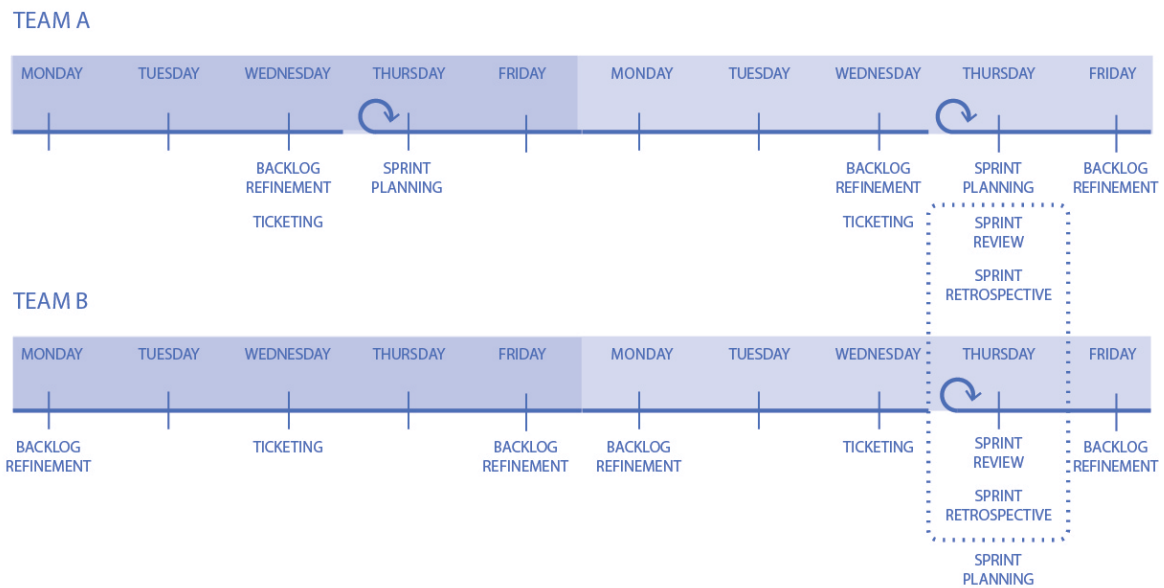 TEAM A
MONDAY TUESDAY WEDNESDAY THURSDAY FRIDAY MONDAY TUESDAY WEDNESDAY THURSDAY FRIDAY
BACKLOG SPRINT BACKLOG SPRINT BACKLOG
REFINEMENT PLANNING REFINEMENT PLANNING REFINEMENT
TICKETING TICKETING SPRINT
REVIEW
SPRINT
RETROSPECTIVE
TEAM B
MONDAY TUESDAY WEDNESDAY THURSDAY FRIDAY MONDAY TUESDAY WEDNESDAY THURSDAY FRIDAY
BACKLOG TICKETING BACKLOG BACKLOG TICKETING SPRINT BACKLOG
REFINEMENT REFINEMENT REFINEMENT REVIEW REFINEMENT
SPRINT
RETROSPECTIVE
SPRINT
PLANNING